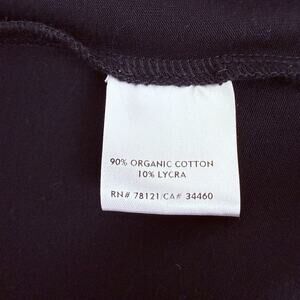 90% ORGANIC COTTON
10% LYCRA
RN# 78121/CA# 34460